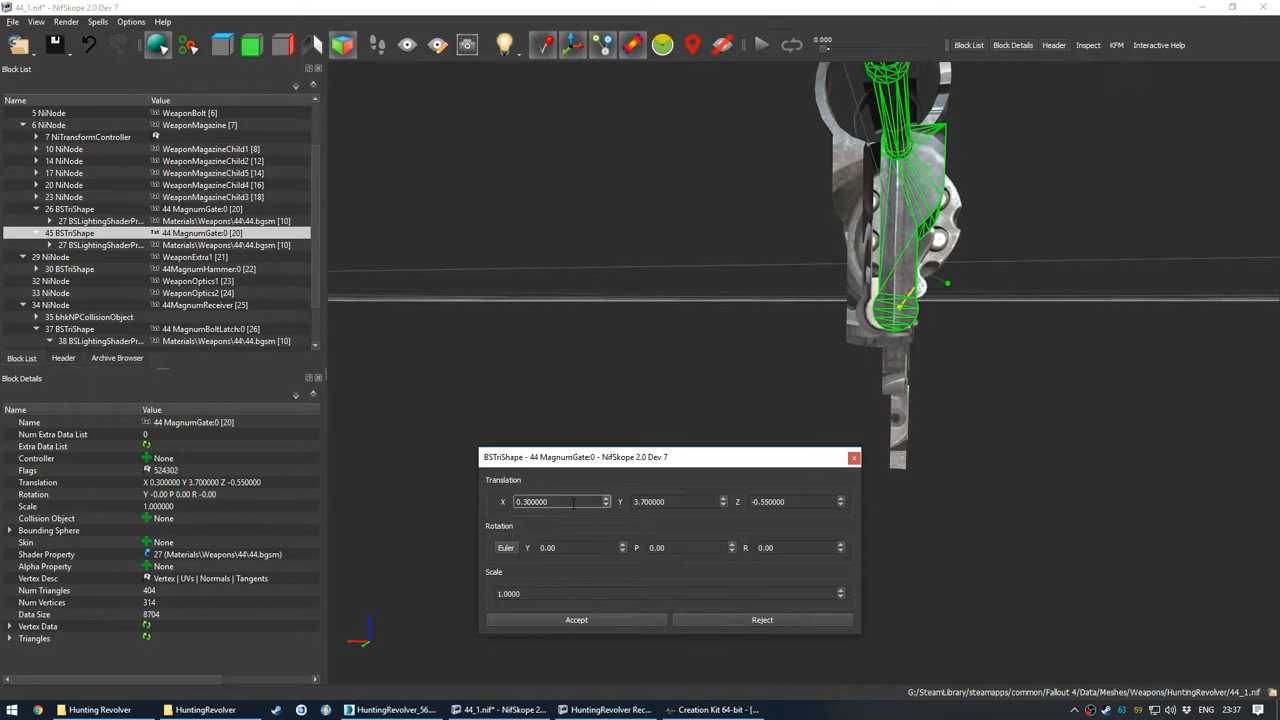 44_1.nif* - NifSkope 2.0 Dev 7
File View Render Spells Options Help
0.000
Block List Block Details Header Inspect KFM Interactive Help
Block List
Name Value
5 NiNode WeaponBolt [6]
6 NiNode WeaponMagazine [7]
7 NiTransformController
10 NiNode WeaponMagazineChild1 [8]
14 NiNode WeaponMagazineChild2 [12]
17 NiNode WeaponMagazineChild5 [14]
20 NiNode WeaponMagazineChild4 [16]
23 NiNode WeaponMagazineChild3 [18]
26 BSTriShape 44 MagnumGate:0 [20]
27 BSLightingShaderPr... Materials\Weapons\44\44.bgsm [10]
45 BSTriShape Txt 44 MagnumGate:0 [20]
27 BSLightingShaderPr... Materials\Weapons\44\44.bgsm [10]
29 NiNode WeaponExtra1 [21]
30 BSTriShape 44MagnumHammer:0 [22]
32 NiNode WeaponOptics1 [23]
33 NiNode WeaponOptics2 [24]
34 NiNode 44MagnumReceiver [25]
35 bhkNPCollisionObject
37 BSTriShape 44 MagnumBoltLatch:0 [26]
38 BSLightingShaderPr... Materials\Weapons\44\44.bgsm [10]
Block List Header Archive Browser
Block Details
Name Value
Name 44 MagnumGate:0 [20]
Num Extra Data List 0
Extra Data List
Controller None
Flags 524302
Translation X 0.300000 Y 3.700000 Z -0.550000
Rotation Y -0.00 P 0.00 R -0.00
Scale 1.000000
Collision Object None
Bounding Sphere
Skin None
Shader Property 27 (Materials\Weapons\44\44.bgsm)
Alpha Property None
Vertex Desc Vertex | UVs | Normals | Tangents
Num Triangles 404
Num Vertices 314
Data Size 8704
Vertex Data
Triangles
BSTriShape - 44 MagnumGate:0 - NifSkope 2.0 Dev 7
Translation
X 0.300000 Y 3.700000 Z -0.550000
Rotation
Euler Y 0.00 P 0.00 R 0.00
Scale
1.0000
Accept Reject
G:/SteamLibrary/steamapps/common/Fallout 4/Data/Meshes/Weapons/HuntingRevolver/44_1.nif
Hunting Revolver HuntingRevolver HuntingRevolver_56... 44_1.nif* - NifSkope 2... HuntingRevolver Rec... Creation Kit 64-bit - [... 63 59 ENG 23:37